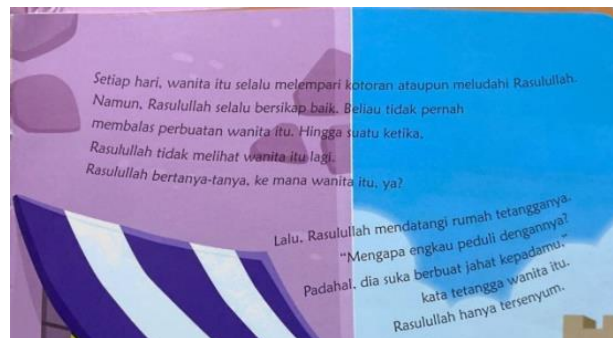 Setiap hari, wanita itu selalu melempari kotoran ataupun meludahi Rasulullah.
Namun, Rasulullah selalu bersikap baik. Beliau tidak pernah
membalas perbuatan wanita itu. Hingga suatu ketika,
Rasulullah tidak melihat wanita itu lagi.
Rasulullah bertanya-tanya, ke mana wanita itu, ya?
Lalu, Rasulullah mendatangi rumah tetangganya.
“Mengapa engkau peduli dengannya?
Padahal, dia suka berbuat jahat kepadamu,”
kata tetangga wanita itu.
Rasulullah hanya tersenyum.